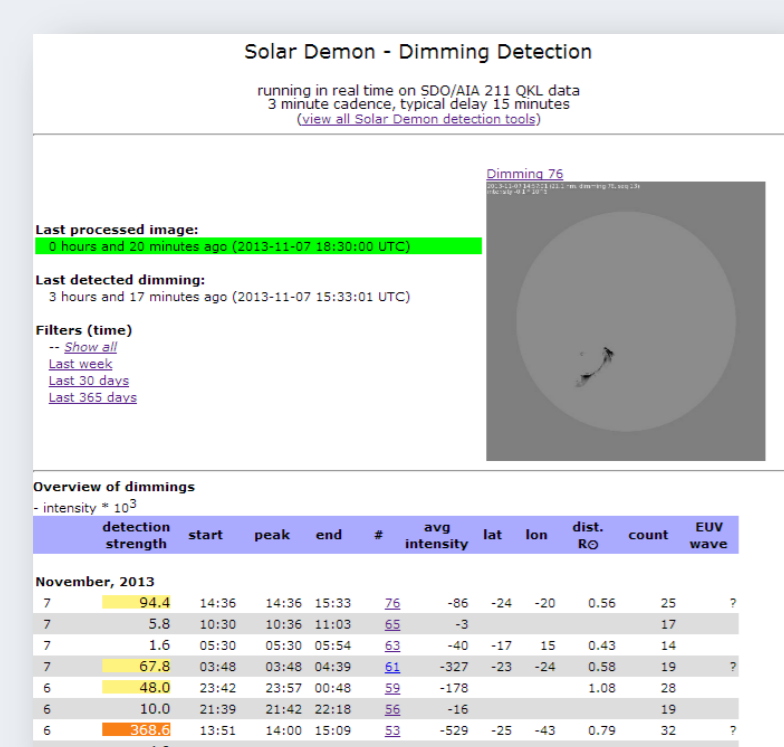 Solar Demon - Dimming Detection
running in real time on SDO/AIA 211 QKL data
3 minute cadence, typical delay 15 minutes
(view all Solar Demon detection tools)
Dimming 76
Last processed image:
0 hours and 20 minutes ago (2013-11-07 18:30:00 UTC)
Last detected dimming:
3 hours and 17 minutes ago (2013-11-07 15:33:01 UTC)
Filters (time)
-- Show all
Last week
Last 30 days
Last 365 days
Overview of dimmings
- intensity * 10³
detection strength start peak end # avg intensity lat lon dist. R⊙ count EUV wave
November, 2013
7 94.4 14:36 14:36 15:33 76 -86 -24 -20 0.56 25 ?
7 5.8 10:30 10:36 11:03 65 -3 17
7 1.6 05:30 05:30 05:54 63 -40 -17 15 0.43 14
7 67.8 03:48 03:48 04:39 61 -327 -23 -24 0.58 19 ?
6 48.0 23:42 23:57 00:48 59 -178 1.08 28
6 10.0 21:39 21:42 22:18 56 -16 19
6 368.6 13:51 14:00 15:09 53 -529 -25 -43 0.79 32 ?